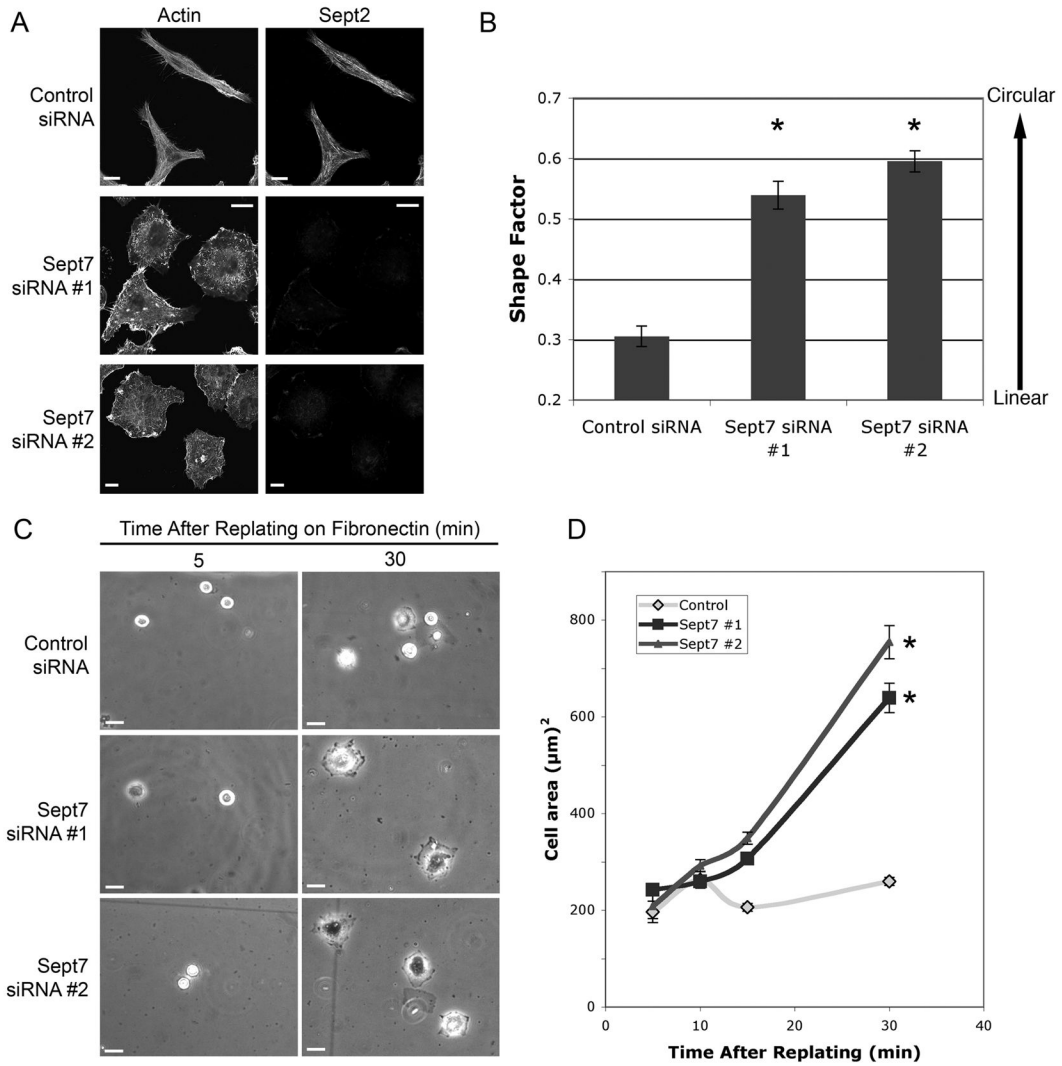 A
Actin
Sept2
Control
siRNA
Sept7
siRNA #1
Sept7
siRNA #2
B
Shape Factor
0.7
0.6
0.5
0.4
0.3
0.2
*
*
Control siRNA
Sept7 siRNA
#1
Sept7 siRNA
#2
Circular
Linear
C
Time After Replating on Fibronectin (min)
5
30
Control
siRNA
Sept7
siRNA #1
Sept7
siRNA #2
D
Cell area (µm)²
800
600
400
200
0
Control
Sept7 #1
Sept7 #2
*
*
0
10
20
30
40
Time After Replating (min)